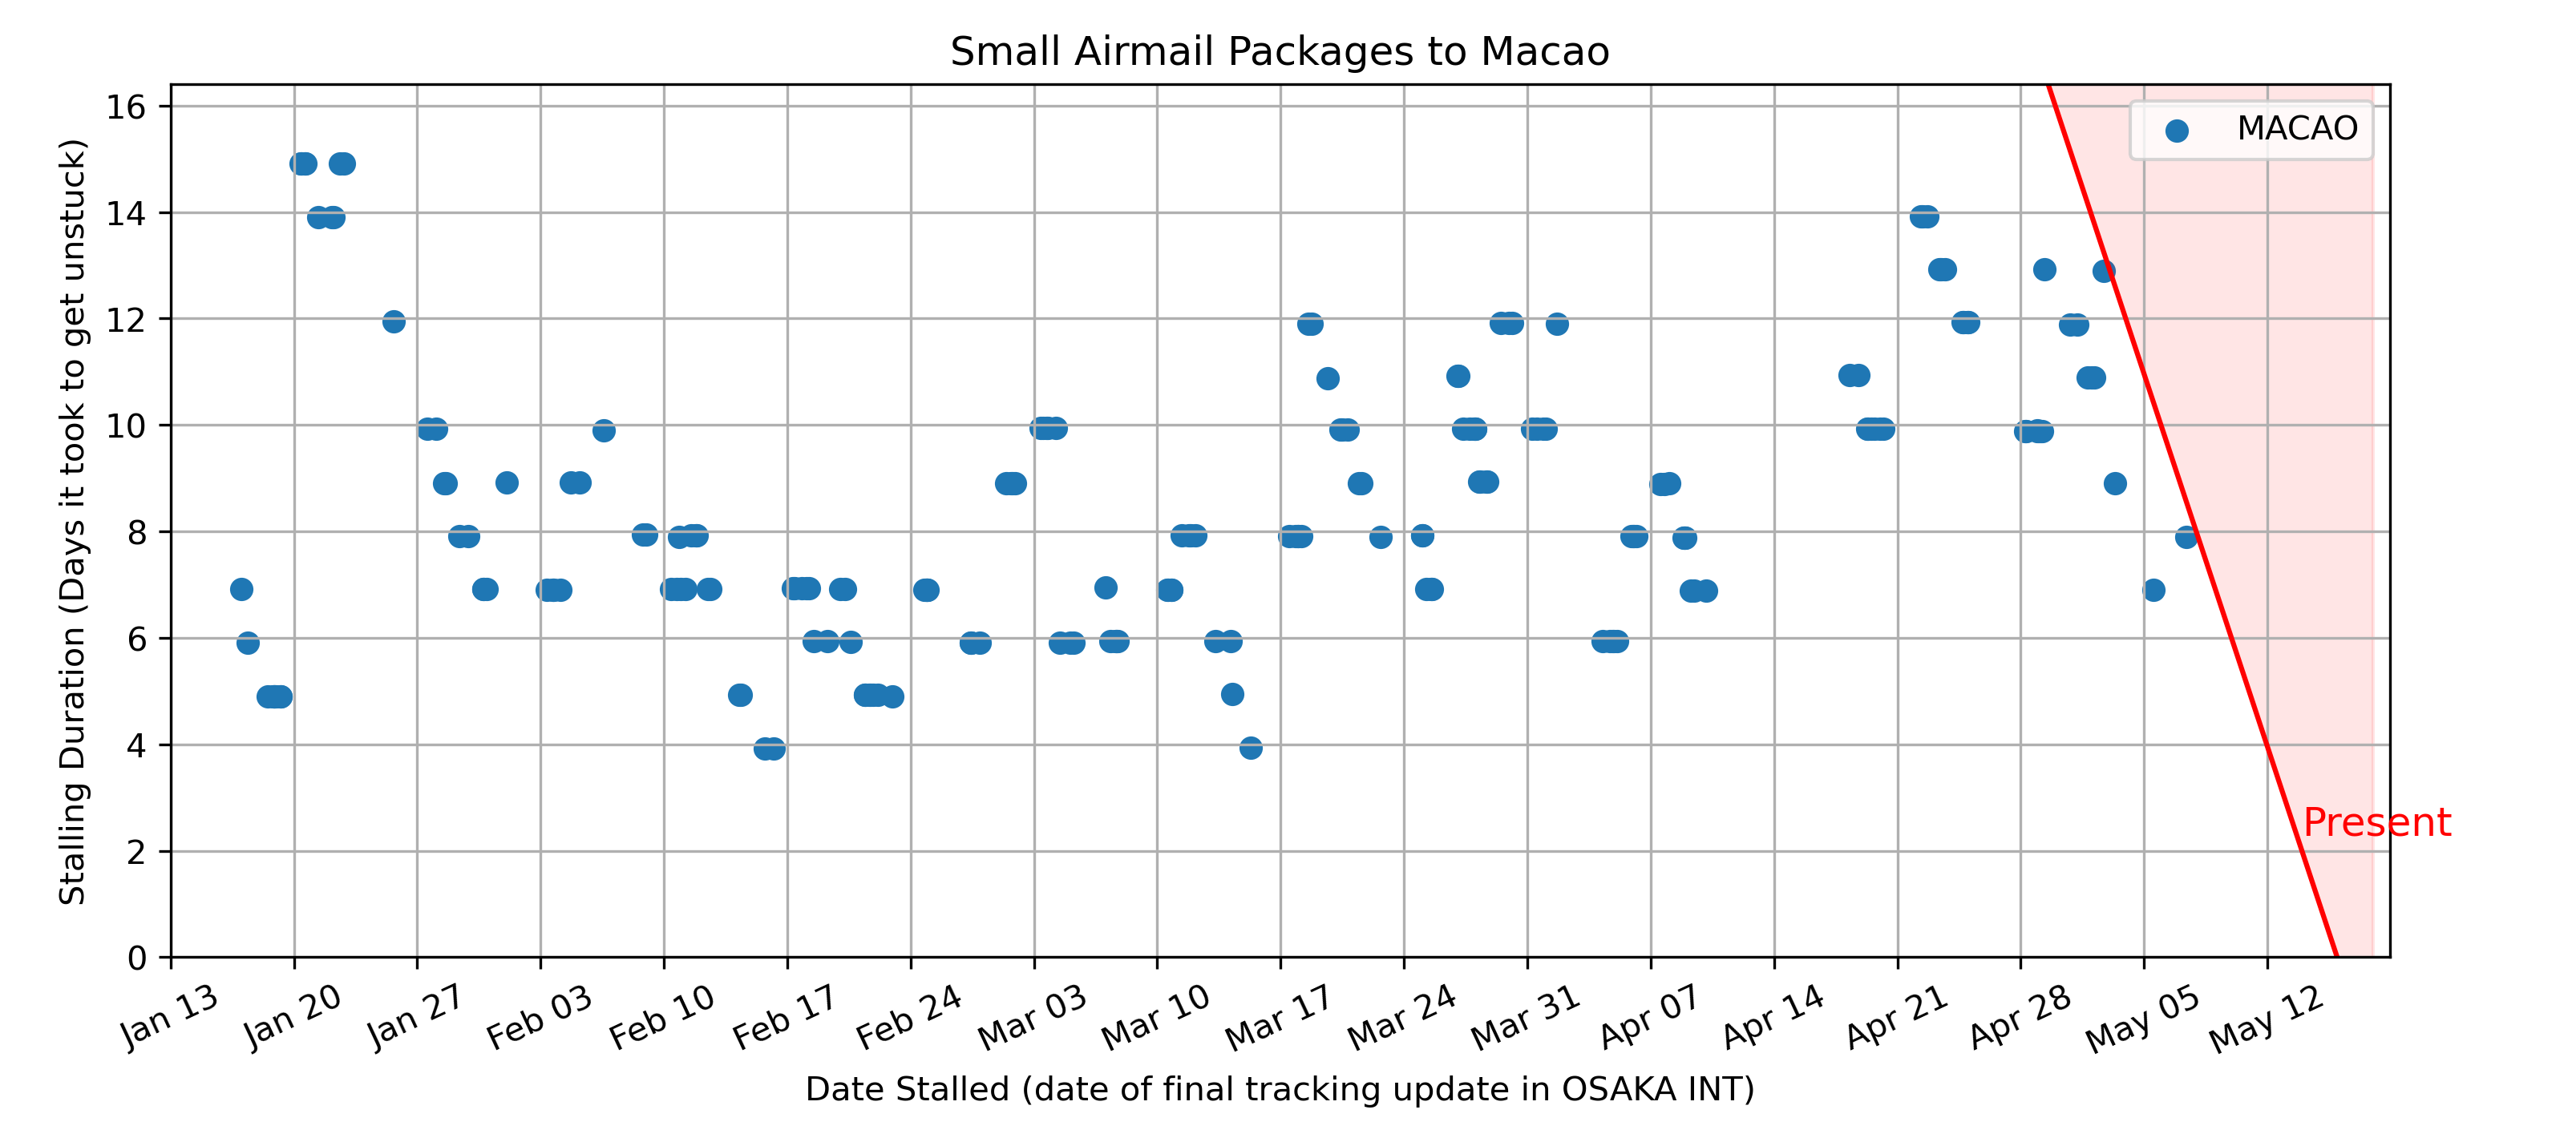 Small Airmail Packages to Macao
Stalling Duration (Days it took to get unstuck)
16
14
12
10
8
6
4
2
0
MACAO
Present
Jan 13 Jan 20 Jan 27 Feb 03 Feb 10 Feb 17 Feb 24 Mar 03 Mar 10 Mar 17 Mar 24 Mar 31 Apr 07 Apr 14 Apr 21 Apr 28 May 05 May 12
Date Stalled (date of final tracking update in OSAKA INT)